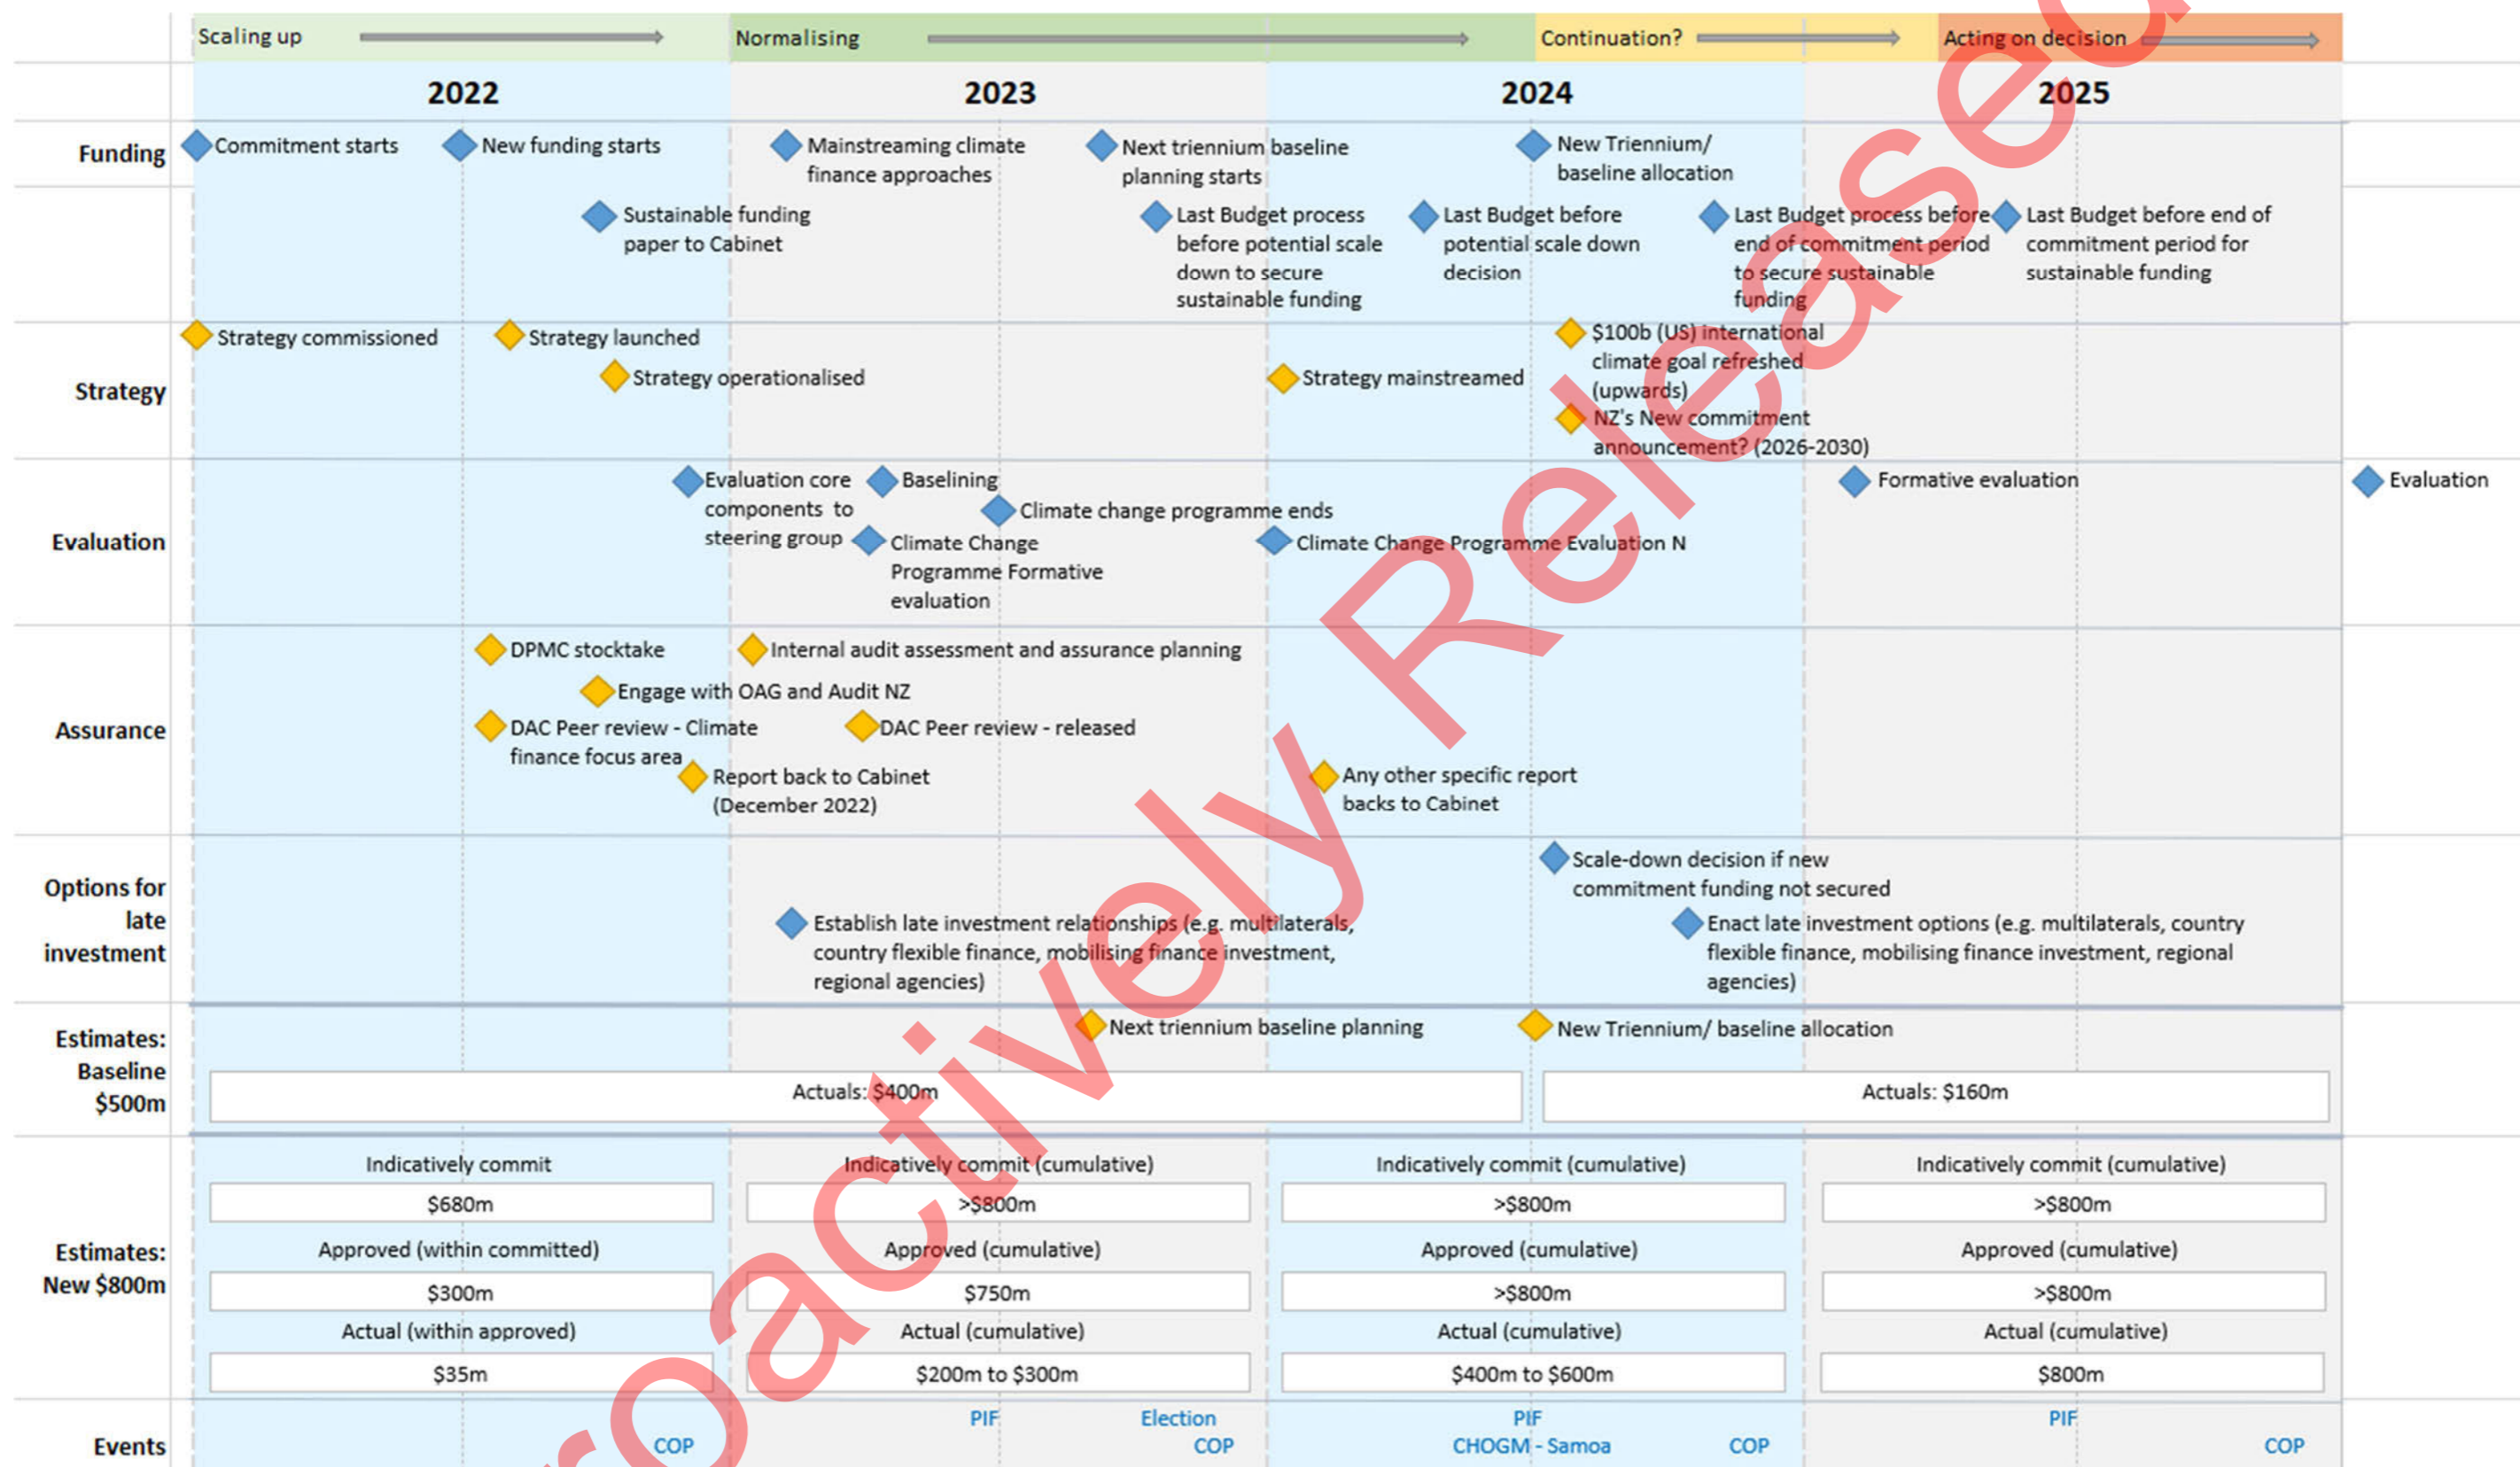 Scaling up
Normalising
Continuation?
Acting on decision
2022
2023
2024
2025
Funding
Commitment starts
New funding starts
Mainstreaming climate
finance approaches
Next triennium baseline
planning starts
New Triennium/
baseline allocation
Sustainable funding
paper to Cabinet
Last Budget process
before potential scale
down to secure
sustainable funding
Last Budget before
potential scale down
decision
Last Budget process before
end of commitment period
to secure sustainable
funding
Last Budget before end of
commitment period for
sustainable funding
Strategy
Strategy commissioned
Strategy launched
Strategy operationalised
Strategy mainstreamed
$100b (US) international
climate goal refreshed
(upwards)
NZ's New commitment
announcement? (2026-2030)
Evaluation
Evaluation core
components to
steering group
Baselining
Climate change programme ends
Climate Change
Programme Formative
evaluation
Climate Change Programme Evaluation N
Formative evaluation
Evaluation
Assurance
DPMC stocktake
Internal audit assessment and assurance planning
Engage with OAG and Audit NZ
DAC Peer review - Climate
finance focus area
DAC Peer review - released
Report back to Cabinet
(December 2022)
Any other specific report
backs to Cabinet
Options for
late
investment
Scale-down decision if new
commitment funding not secured
Establish late investment relationships (e.g. multilaterals,
country flexible finance, mobilising finance investment,
regional agencies)
Enact late investment options (e.g. multilaterals, country
flexible finance, mobilising finance investment, regional
agencies)
Estimates:
Baseline
$500m
Next triennium baseline planning
New Triennium/ baseline allocation
Actuals: $400m
Actuals: $160m
Estimates:
New $800m
Indicatively commit
Indicatively commit (cumulative)
Indicatively commit (cumulative)
Indicatively commit (cumulative)
$680m
>$800m
>$800m
>$800m
Approved (within committed)
Approved (cumulative)
Approved (cumulative)
Approved (cumulative)
$300m
$750m
>$800m
>$800m
Actual (within approved)
Actual (cumulative)
Actual (cumulative)
Actual (cumulative)
$35m
$200m to $300m
$400m to $600m
$800m
Events
PIF
Election
PIF
PIF
COP
COP
CHOGM - Samoa
COP
COP
roactively Released